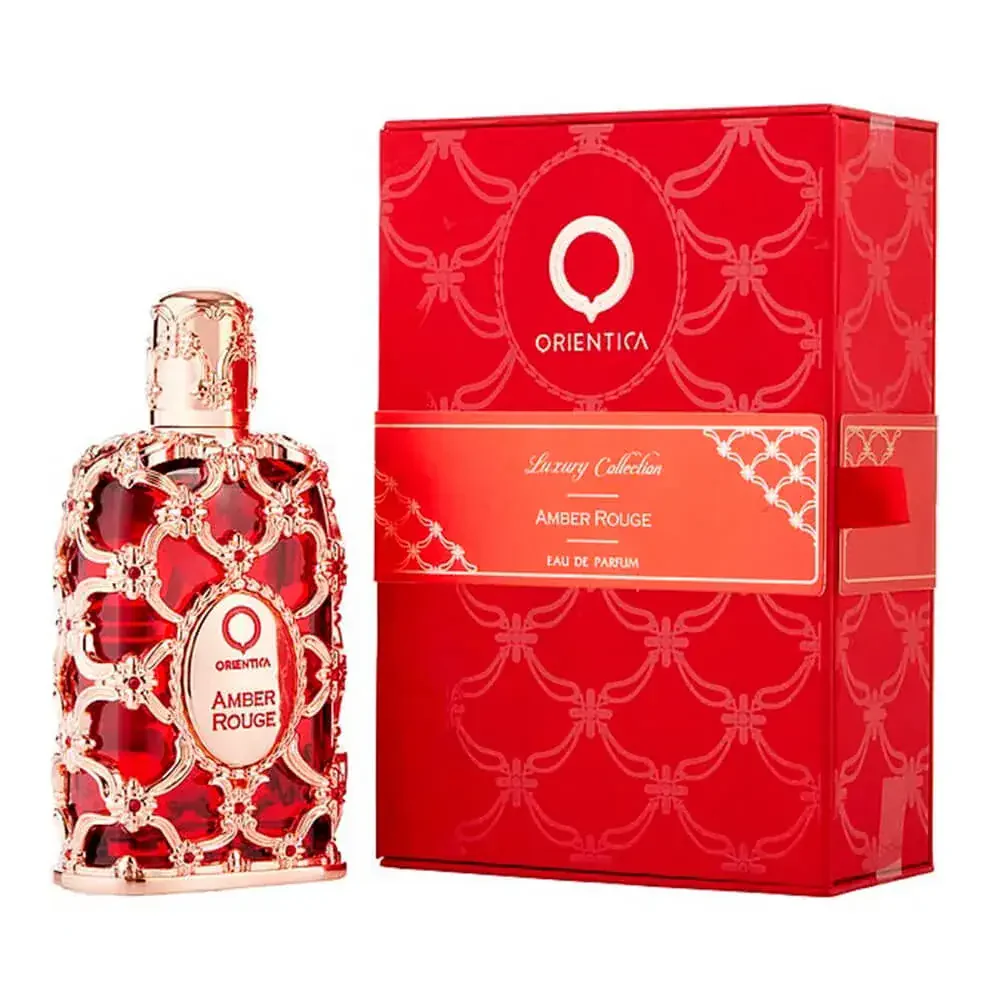 ORIENTICA
Luxury Collection
AMBER ROUGE
EAU DE PARFUM
ORIENTICA
AMBER
ROUGE